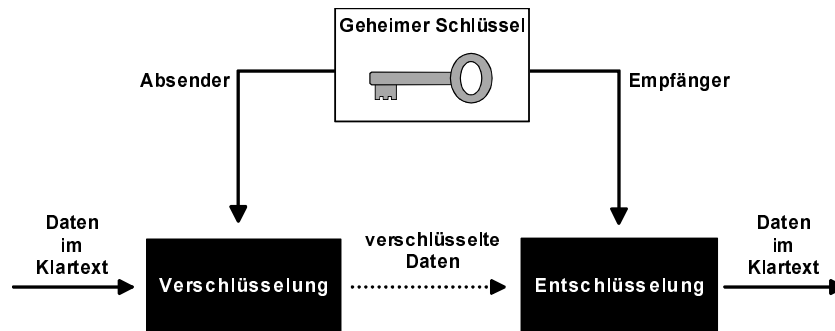 Geheimer Schlüssel
Absender
Empfänger
Daten
im
Klartext
Verschlüsselung
verschlüsselte
Daten
Entschlüsselung
Daten
im
Klartext